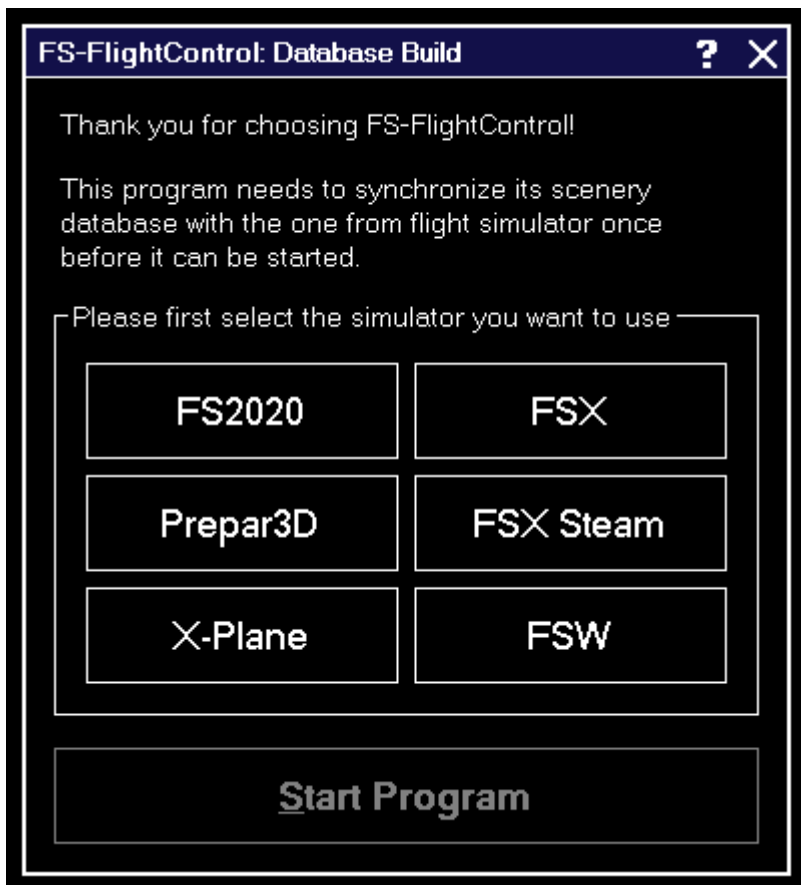 FS-FlightControl: Database Build ? X
Thank you for choosing FS-FlightControl!
This program needs to synchronize its scenery
database with the one from flight simulator once
before it can be started.
Please first select the simulator you want to use
FS2020 FSX
Prepar3D FSX Steam
X-Plane FSW
Start Program